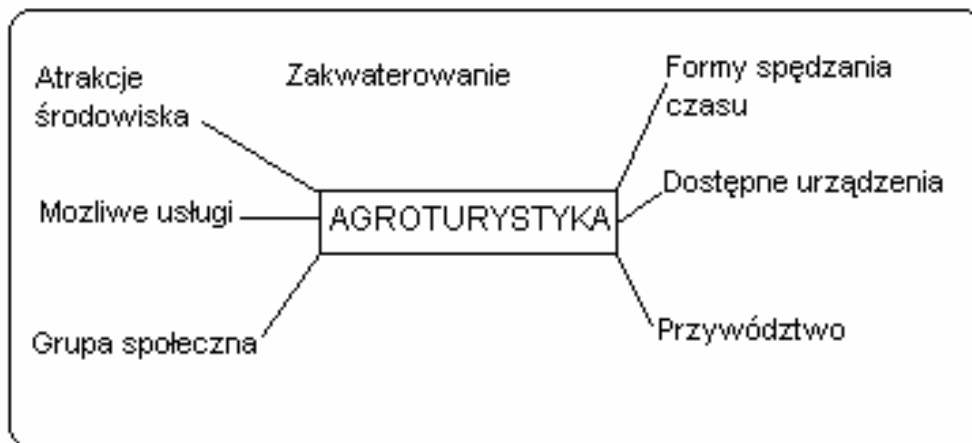 Atrakcje
środowiska
Zakwaterowanie
Formy spędzania
czasu
Mozliwe usługi
AGROTURYSTYKA
Dostępne urządzenia
Grupa społeczna
Przywództwo